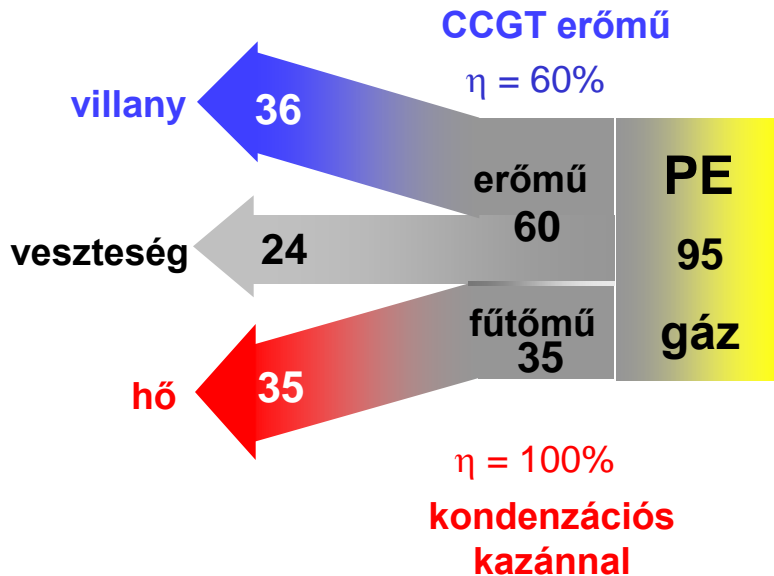 CCGT erőmű
η = 60%
villany
36
erőmű
60
PE
95
gáz
veszteség
24
fűtőmű
35
hő
35
η = 100%
kondenzációs
kazánnal